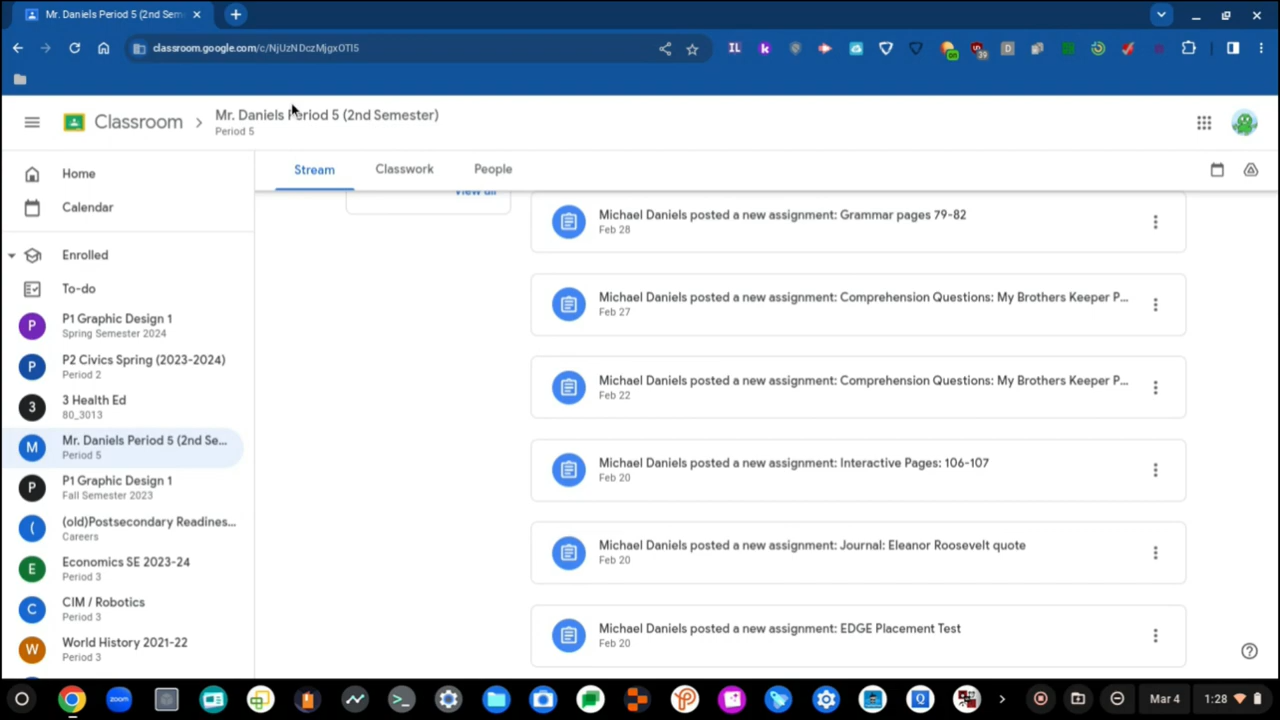 Mr. Daniels Period 5 (2nd Sem
classroom.google.com/c/NjUzNDczMjgxOTI5
IL
k
39
D
Classroom
Mr. Daniels Period 5 (2nd Semester)
Period 5
Stream
Classwork
People
Home
Calendar
Enrolled
To-do
P
P1 Graphic Design 1
Spring Semester 2024
P
P2 Civics Spring (2023-2024)
Period 2
3
3 Health Ed
80_3013
M
Mr. Daniels Period 5 (2nd Se...
Period 5
P
P1 Graphic Design 1
Fall Semester 2023
(
(old)Postsecondary Readines...
Careers
E
Economics SE 2023-24
Period 3
C
CIM / Robotics
Period 3
W
World History 2021-22
Period 3
View all
Michael Daniels posted a new assignment: Grammar pages 79-82
Feb 28
Michael Daniels posted a new assignment: Comprehension Questions: My Brothers Keeper P...
Feb 27
Michael Daniels posted a new assignment: Comprehension Questions: My Brothers Keeper P...
Feb 22
Michael Daniels posted a new assignment: Interactive Pages: 106-107
Feb 20
Michael Daniels posted a new assignment: Journal: Eleanor Roosevelt quote
Feb 20
Michael Daniels posted a new assignment: EDGE Placement Test
Feb 20
zoom
Q
Mar 4
1:28